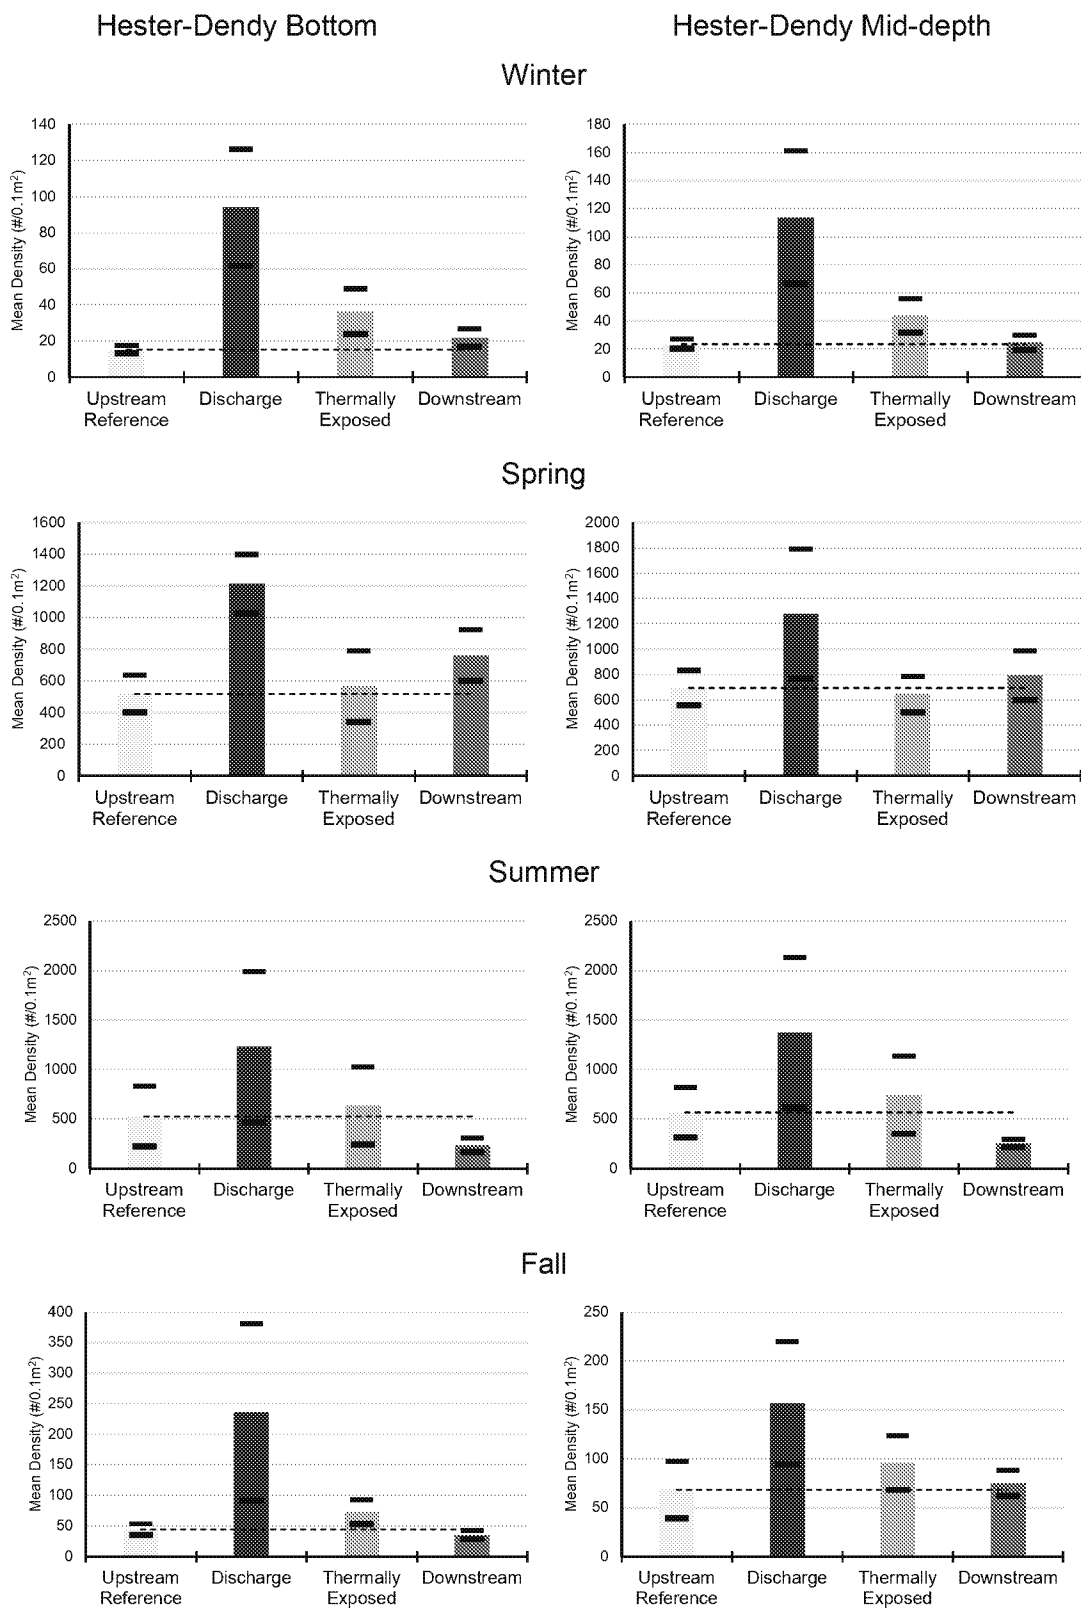 Hester-Dendy Bottom
Hester-Dendy Mid-depth
Winter
Mean Density (#/0.1m²)
140
120
100
80
60
40
20
0
Upstream Reference
Discharge
Thermally Exposed
Downstream
Mean Density (#/0.1m²)
180
160
140
120
100
80
60
40
20
0
Upstream Reference
Discharge
Thermally Exposed
Downstream
Spring
Mean Density (#/0.1m²)
1600
1400
1200
1000
800
600
400
200
0
Upstream Reference
Discharge
Thermally Exposed
Downstream
Mean Density (#/0.1m²)
2000
1800
1600
1400
1200
1000
800
600
400
200
0
Upstream Reference
Discharge
Thermally Exposed
Downstream
Summer
Mean Density (#/0.1m²)
2500
2000
1500
1000
500
0
Upstream Reference
Discharge
Thermally Exposed
Downstream
Mean Density (#/0.1m²)
2500
2000
1500
1000
500
0
Upstream Reference
Discharge
Thermally Exposed
Downstream
Fall
Mean Density (#/0.1m²)
400
350
300
250
200
150
100
50
0
Upstream Reference
Discharge
Thermally Exposed
Downstream
Mean Density (#/0.1m²)
250
200
150
100
50
0
Upstream Reference
Discharge
Thermally Exposed
Downstream